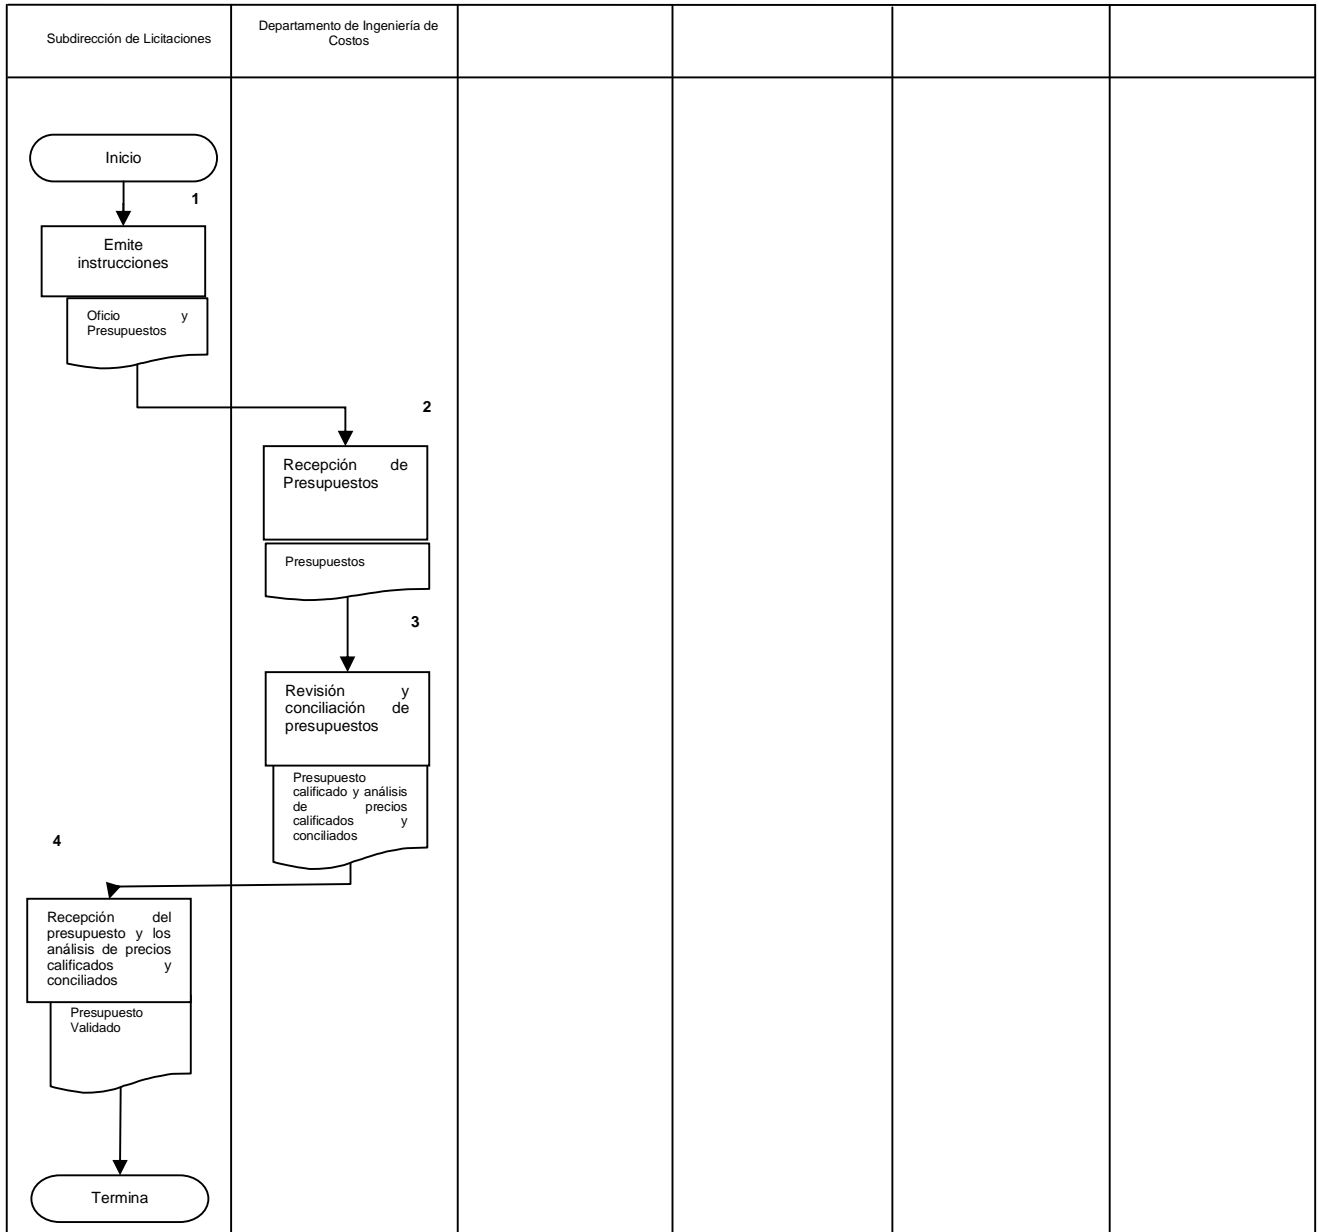 Subdirección de Licitaciones
Departamento de Ingeniería de
Costos
Inicio
1
Emite
instrucciones
Oficio y
Presupuestos
2
Recepción de
Presupuestos
Presupuestos
3
Revisión y
conciliación de
presupuestos
Presupuesto
calificado y análisis
de precios
calificados y
conciliados
4
Recepción del
presupuesto y los
análisis de precios
calificados y
conciliados
Presupuesto
Validado
Termina